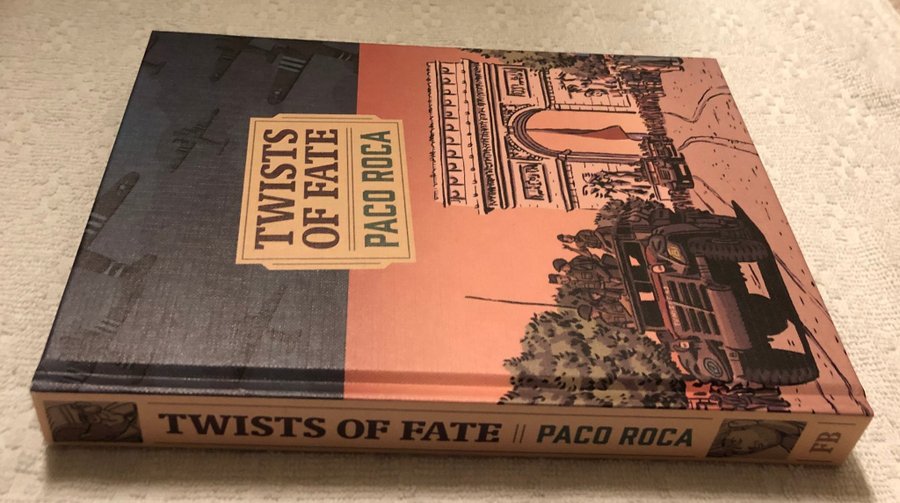 TWISTS
OF FATE
PACO ROCA
TWISTS OF FATE || PACO ROCA
FB